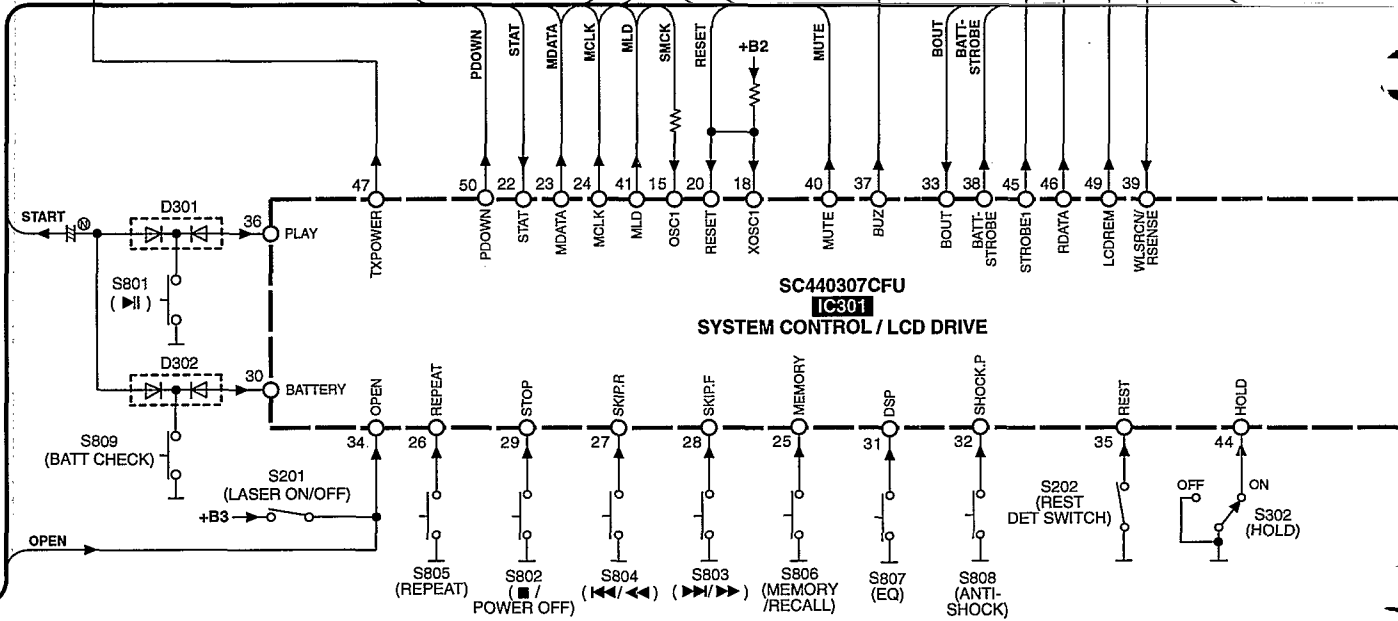 PDOWN
STAT
MDATA
MCLK
MLD
SMCK
RESET
+B2
MUTE
BOUT
BATT-
STROBE
47
50
22
23
24
41
15
20
18
40
37
33
38
45
46
49
39
TXPOWER
PDOWN
STAT
MDATA
MCLK
MLD
OSC1
RESET
XOSC1
MUTE
BUZ
BOUT
BATT-
STROBE
STROBE1
RDATA
LCDREM
WLSRCN/
RSENSE
START
N
D301
36
PLAY
S801
(▶||)
SC440307CFU
IC301
SYSTEM CONTROL / LCD DRIVE
D302
30
BATTERY
S809
(BATT CHECK)
OPEN
REPEAT
STOP
SKIP.R
SKIP.F
MEMORY
DSP
SHOCK.P
REST
HOLD
34
26
29
27
28
25
31
32
35
44
S201
(LASER ON/OFF)
+B3
OPEN
S805
(REPEAT)
S802
(■/
POWER OFF)
S804
(|◀◀/◀◀)
S803
(▶▶|/▶▶)
S806
(MEMORY
/RECALL)
S807
(EQ)
S808
(ANTI-
SHOCK)
S202
(REST
DET SWITCH)
OFF
ON
S302
(HOLD)